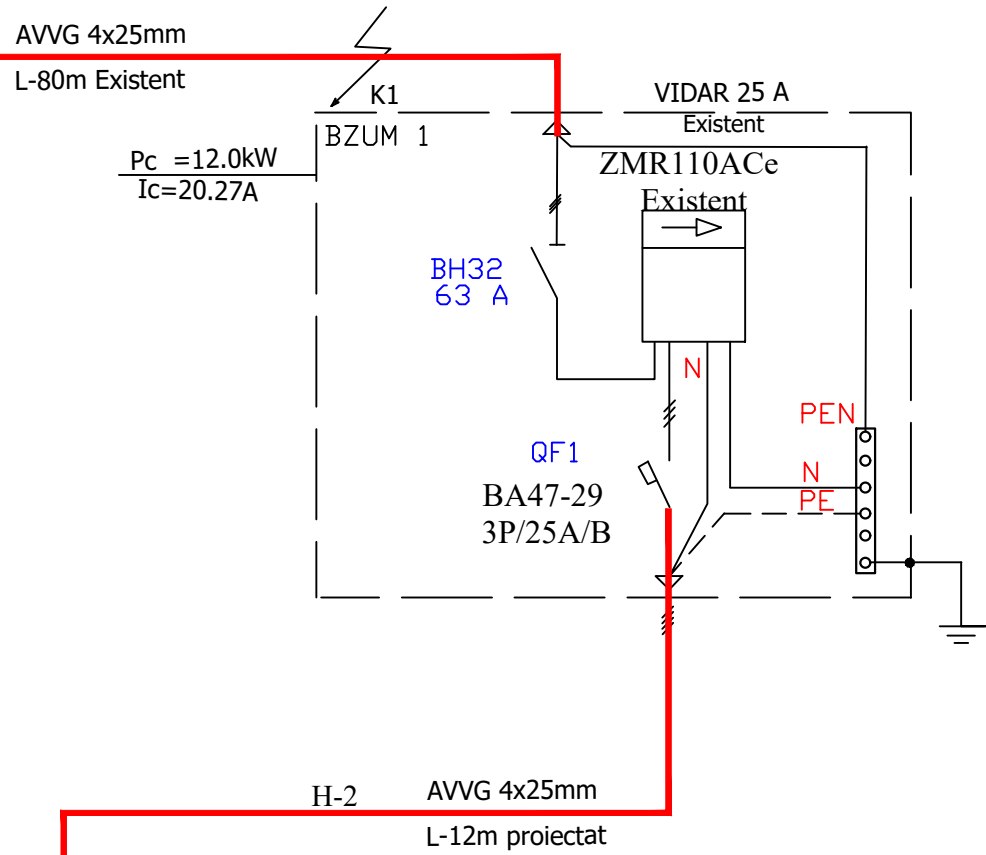 AVVG 4x25mm
L-80m Existent
K1
VIDAR 25 A
Existent
BZUM 1
Pc =12.0kW
Ic=20.27A
ZMR110ACe
Existent
BH32
63 A
N
PEN
QF1
N
BA47-29
PE
3P/25A/B
H-2
AVVG 4x25mm
L-12m proiectat